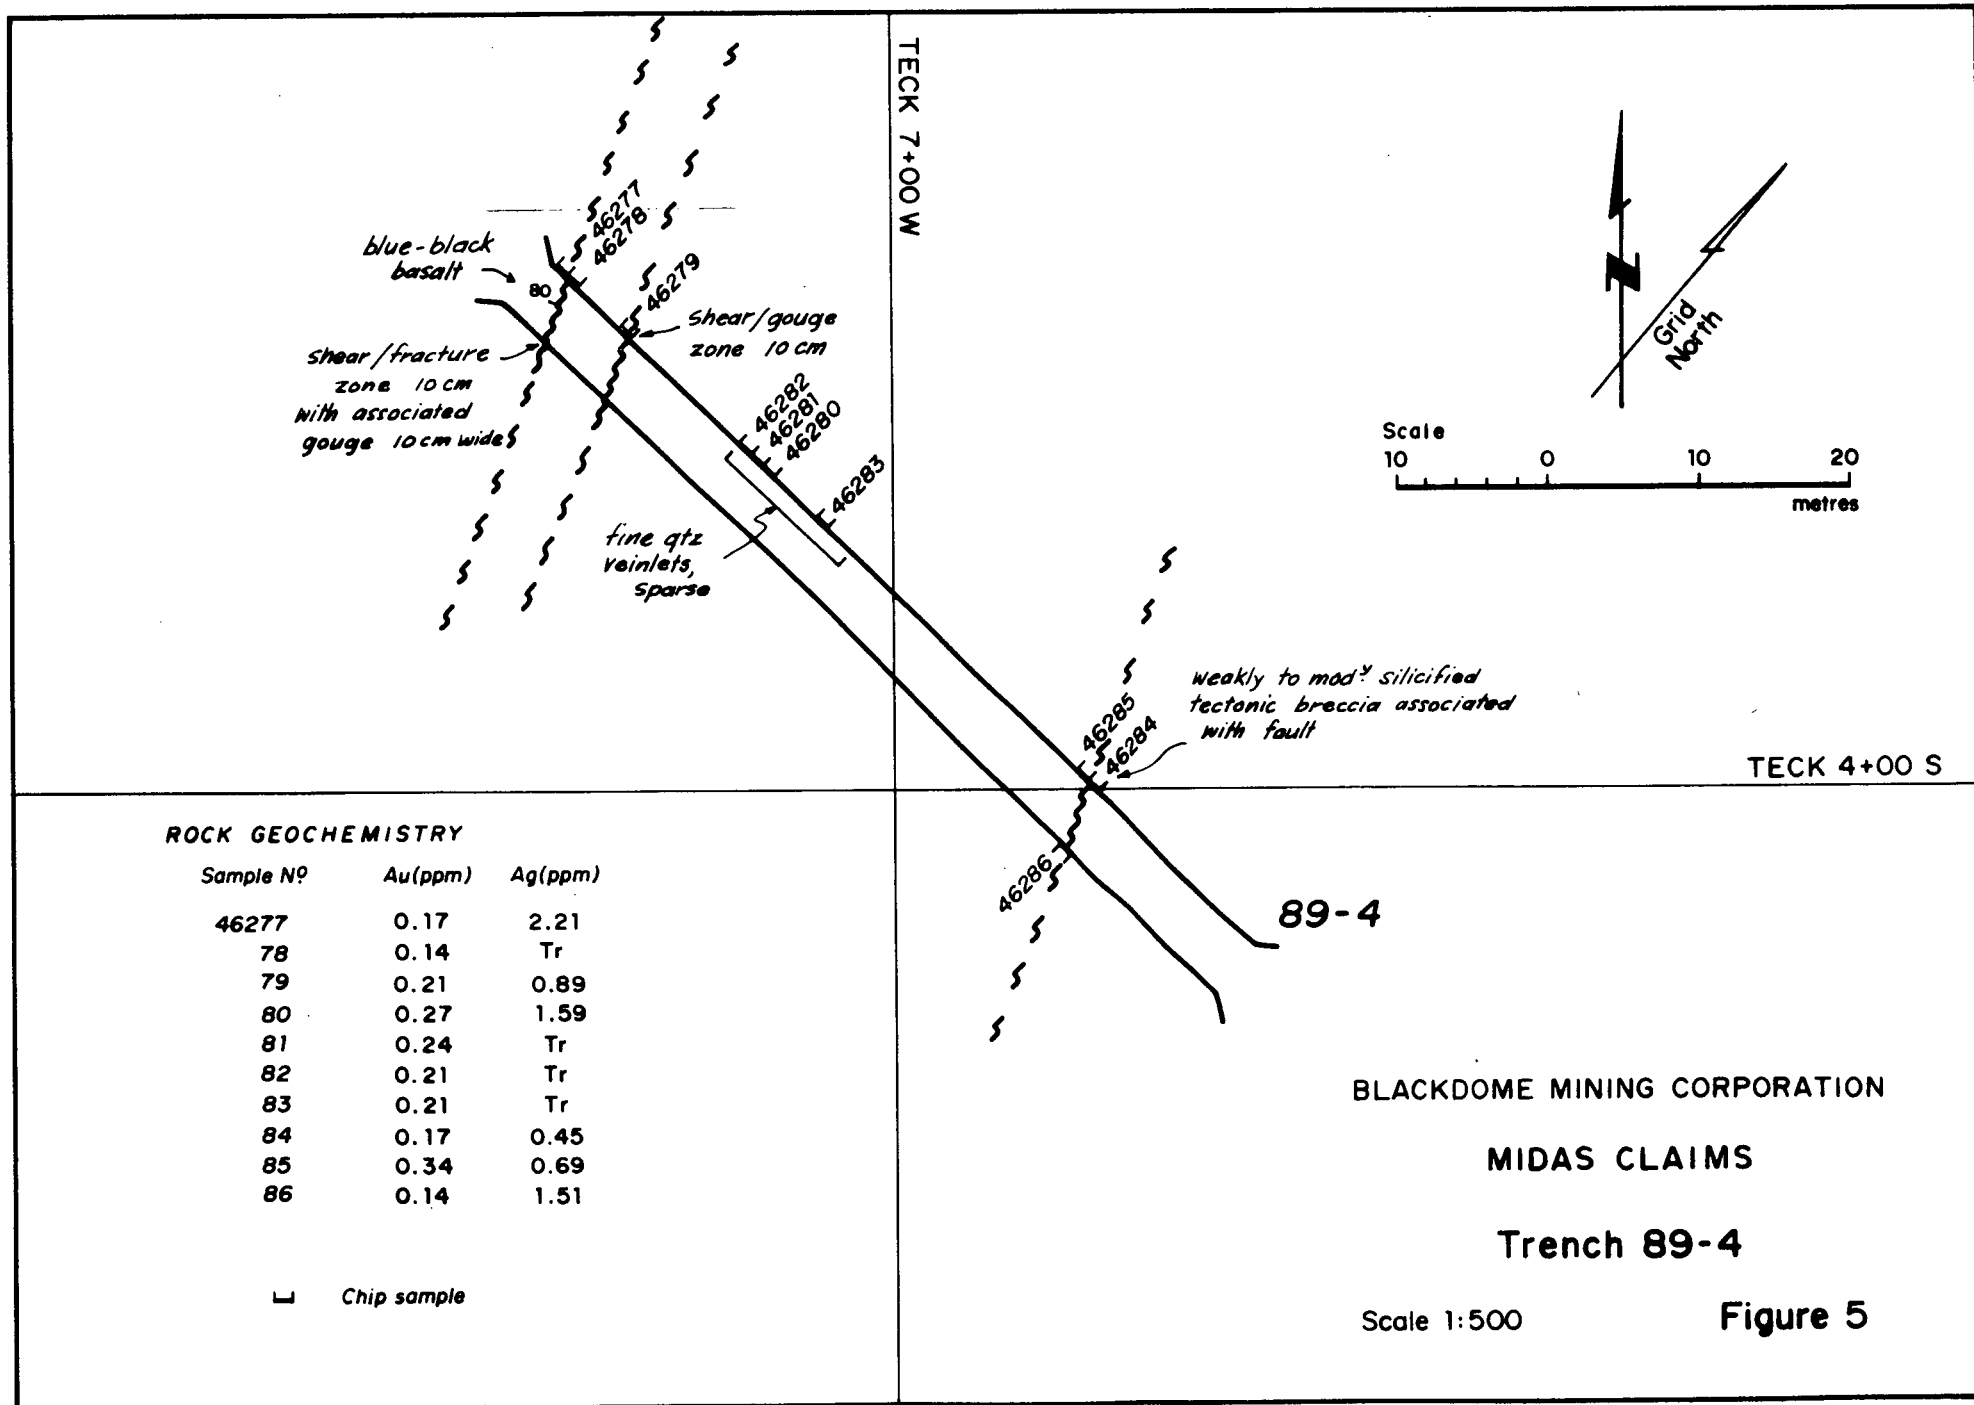 TECK 7+00 W
46277
46278
46279
blue-black
basalt
80
shear/gouge
zone 10 cm
shear/fracture
zone 10 cm
with associated
gouge 10 cm wide
46282
46281
46280
46283
fine qtz
veinlets,
sparse
Grid
North
N
Scale
10 0 10 20
metres
weakly to mod.y silicified
tectonic breccia associated
with fault
46285
46284
46286
TECK 4+00 S
89-4
ROCK GEOCHEMISTRY
Sample Nº Au(ppm) Ag(ppm)
46277 0.17 2.21
78 0.14 Tr
79 0.21 0.89
80 0.27 1.59
81 0.24 Tr
82 0.21 Tr
83 0.21 Tr
84 0.17 0.45
85 0.34 0.69
86 0.14 1.51
Chip sample
BLACKDOME MINING CORPORATION
MIDAS CLAIMS
Trench 89-4
Scale 1:500 Figure 5